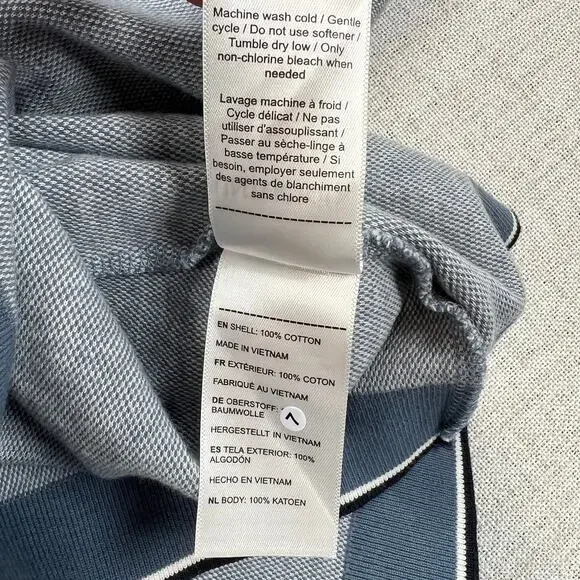 Machine wash cold / Gentle
cycle / Do not use softener /
Tumble dry low / Only
non-chlorine bleach when
needed
Lavage machine à froid /
Cycle délicat / Ne pas
utiliser d'assouplissant /
Passer au sèche-linge à
basse température / Si
besoin, employer seulement
des agents de blanchiment
sans chlore
EN SHELL: 100% COTTON
MADE IN VIETNAM
FR EXTÉRIEUR: 100% COTON
FABRIQUÉ AU VIETNAM
DE OBERSTOFF:
BAUMWOLLE
HERGESTELLT IN VIETNAM
ES TELA EXTERIOR: 100%
ALGODÓN
HECHO EN VIETNAM
NL BODY: 100% KATOEN